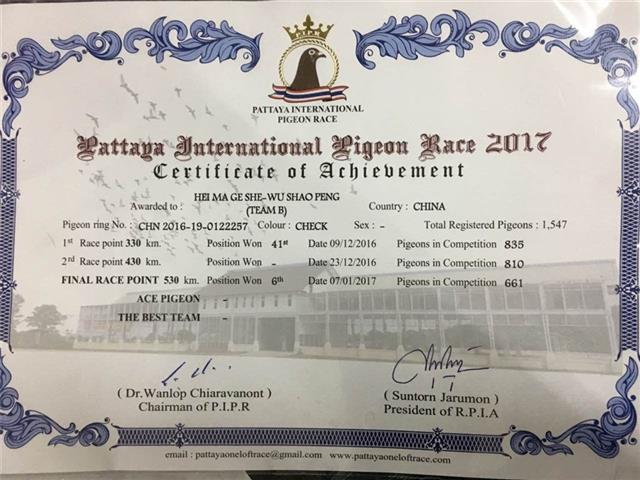 P.I.P.R
PATTAYA INTERNATIONAL
PIGEON RACE
Pattaya International Pigeon Race 2017
Certificate of Achievement
HEI MA GE SHE-WU SHAO PENG
Awarded to : (TEAM B) Country : CHINA
Pigeon ring No. : CHN 2016-19-0122257 Colour : CHECK Sex : - Total Registered Pigeons : 1,547
1st Race point 330 km. Position Won 41st Date 09/12/2016 Pigeons in Competition 835
2nd Race point 430 km. Position Won - Date 23/12/2016 Pigeons in Competition 810
FINAL RACE POINT 530 km. Position Won 6th Date 07/01/2017 Pigeons in Competition 661
ACE PIGEON -
THE BEST TEAM -
( Dr.Wanlop Chiaravanont ) ( Suntorn Jarumon )
Chairman of P.I.P.R President of R.P.I.A
email : pattayaoneloftrace@gmail.com www.pattayaoneloftrace.com